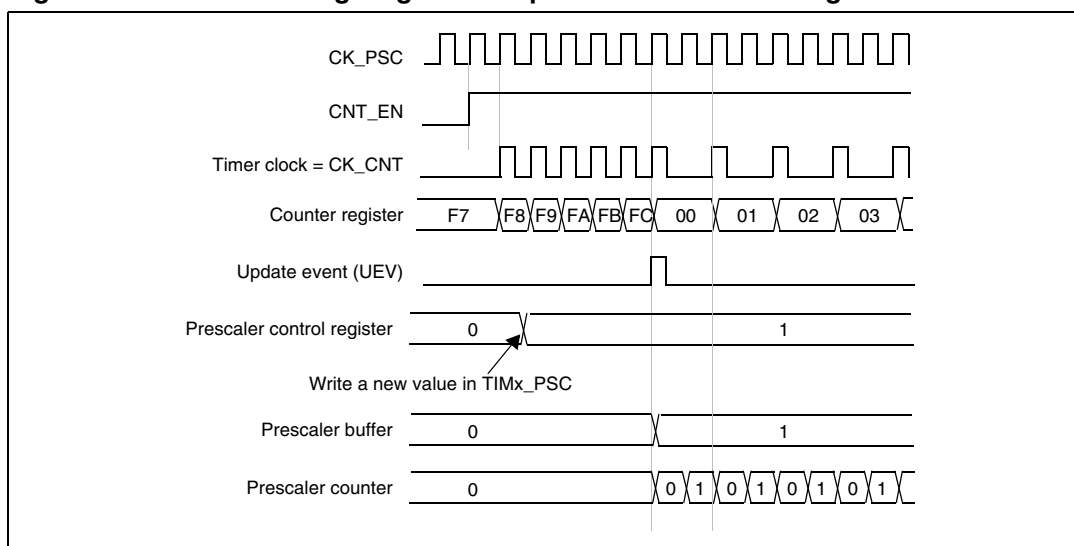 CK_PSC
CNT_EN
Timer clock = CK_CNT
Counter register F7 F8 F9 FA FB FC 00 01 02 03
Update event (UEV)
Prescaler control register 0 1
Write a new value in TIMx_PSC
Prescaler buffer 0 1
Prescaler counter 0 0 1 0 1 0 1 0 1